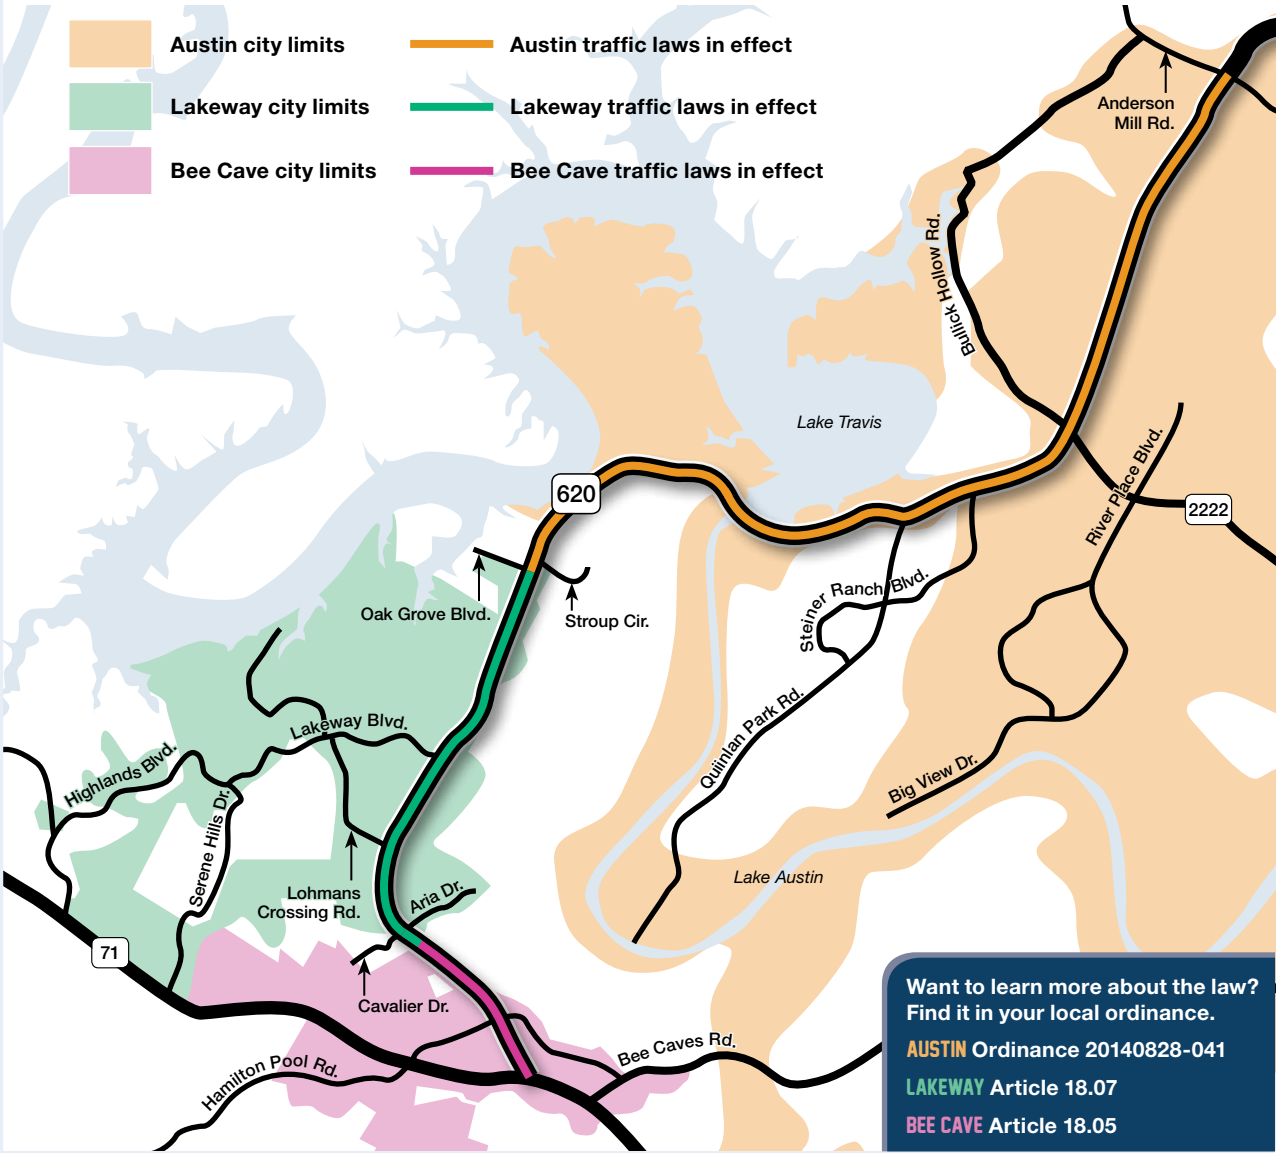 Austin city limits
Austin traffic laws in effect
Lakeway city limits
Lakeway traffic laws in effect
Bee Cave city limits
Bee Cave traffic laws in effect
Anderson
Mill Rd.
Bullick Hollow Rd.
Lake Travis
River Place Blvd.
620
2222
Oak Grove Blvd.
Stroup Cir.
Steiner Ranch Blvd.
Quiinlan Park Rd.
Lakeway Blvd.
Highlands Blvd.
Serene Hills Dr.
Big View Dr.
Lohmans
Crossing Rd.
Aria Dr.
Lake Austin
71
Cavalier Dr.
Hamilton Pool Rd.
Bee Caves Rd.
Want to learn more about the law?
Find it in your local ordinance.
AUSTIN Ordinance 20140828-041
LAKEWAY Article 18.07
BEE CAVE Article 18.05